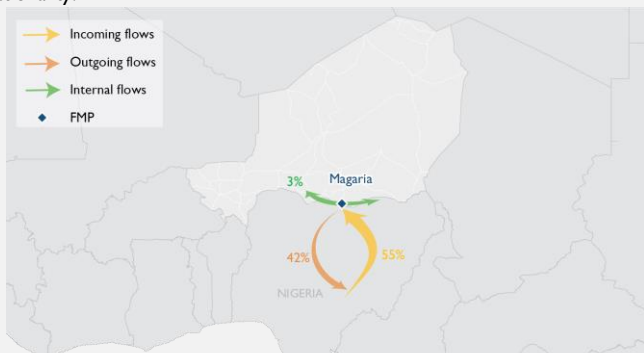 Incoming flows
Outgoing flows
Internal flows
FMP
3%
Magaria
42%
55%
NIGERIA